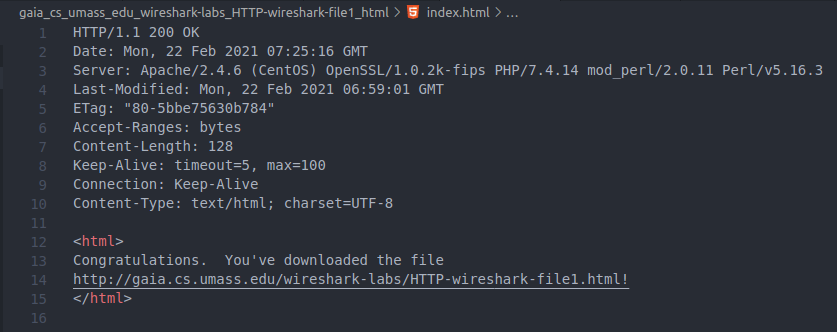 gaia_cs_umass_edu_wireshark-labs_HTTP-wireshark-file1_html > index.html > ...
1 HTTP/1.1 200 OK
2 Date: Mon, 22 Feb 2021 07:25:16 GMT
3 Server: Apache/2.4.6 (CentOS) OpenSSL/1.0.2k-fips PHP/7.4.14 mod_perl/2.0.11 Perl/v5.16.3
4 Last-Modified: Mon, 22 Feb 2021 06:59:01 GMT
5 ETag: "80-5bbe75630b784"
6 Accept-Ranges: bytes
7 Content-Length: 128
8 Keep-Alive: timeout=5, max=100
9 Connection: Keep-Alive
10 Content-Type: text/html; charset=UTF-8
11
12 <html>
13 Congratulations.  You've downloaded the file
14 http://gaia.cs.umass.edu/wireshark-labs/HTTP-wireshark-file1.html!
15 </html>
16